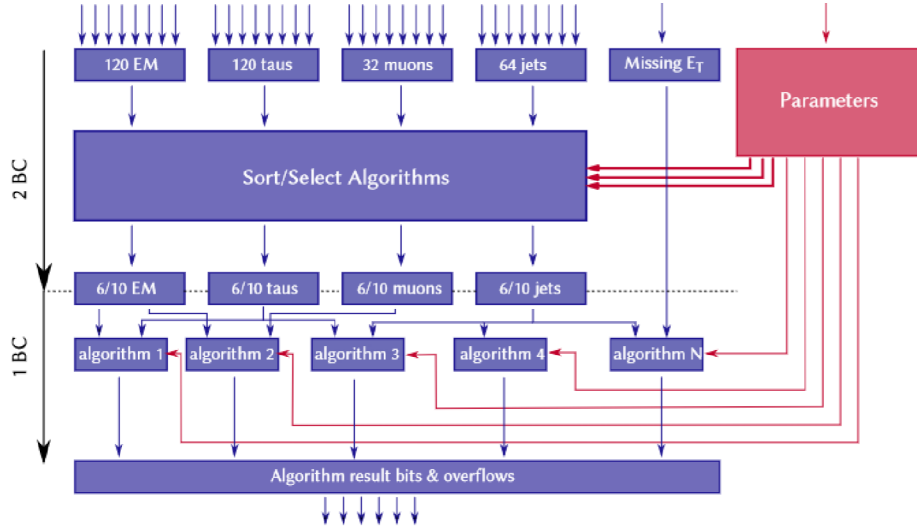 120 EM
120 taus
32 muons
64 jets
Missing E_T
Parameters
2 BC
Sort/Select Algorithms
6/10 EM
6/10 taus
6/10 muons
6/10 jets
1 BC
algorithm 1
algorithm 2
algorithm 3
algorithm 4
algorithm N
Algorithm result bits & overflows